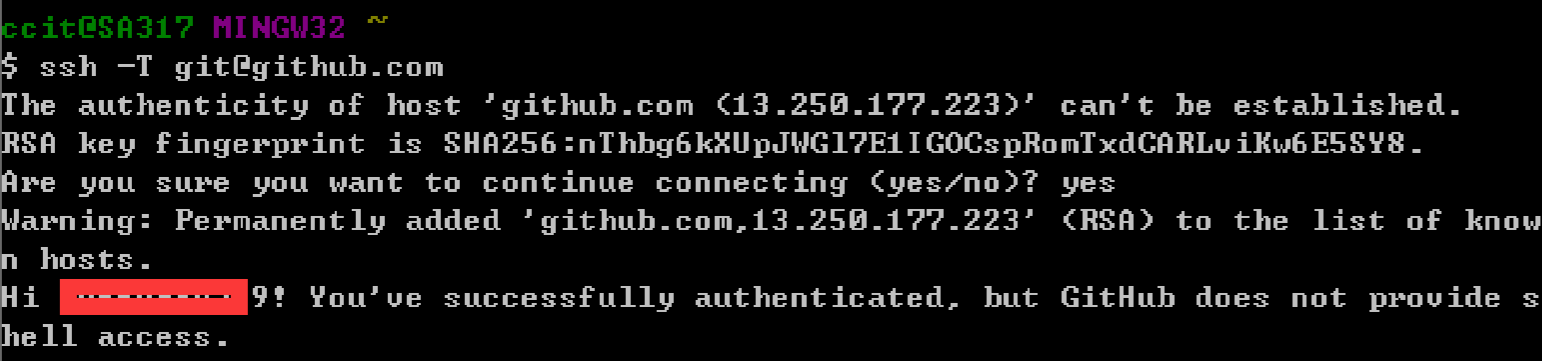 ccit@SA317 MINGW32 ~
$ ssh -T git@github.com
The authenticity of host 'github.com (13.250.177.223)' can't be established.
RSA key fingerprint is SHA256:nThbg6kXUpJWGl7E1IGOCspRomTxdCARLviKw6E5SY8.
Are you sure you want to continue connecting (yes/no)? yes
Warning: Permanently added 'github.com,13.250.177.223' (RSA) to the list of know
n hosts.
Hi 9! You've successfully authenticated, but GitHub does not provide s
hell access.